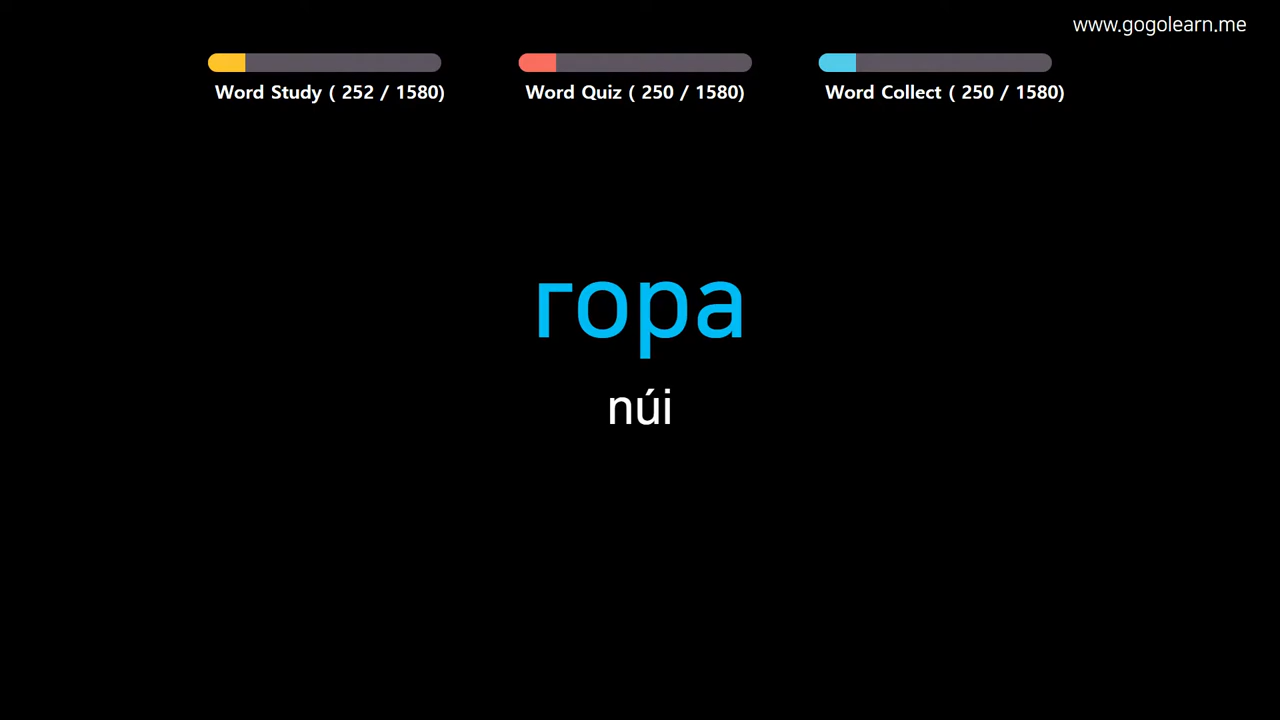 www.gogolearn.me
Word Study ( 252 / 1580)
Word Quiz ( 250 / 1580)
Word Collect ( 250 / 1580)
гора
núi